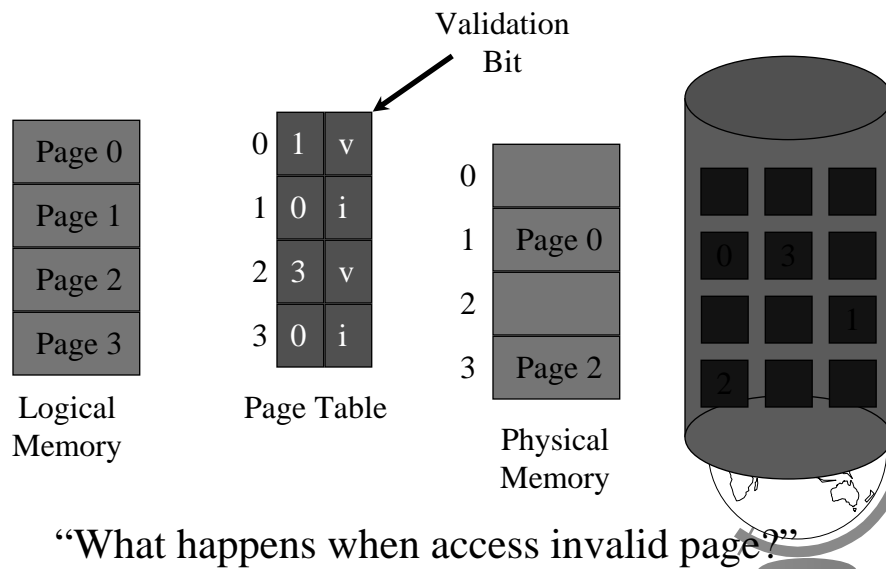 Validation
Bit
Page 0
Page 1
Page 2
Page 3
Logical
Memory
0 1 v
1 0 i
2 3 v
3 0 i
Page Table
0
1 Page 0
2
3 Page 2
Physical
Memory
0 3
1
2
“What happens when access invalid page?”